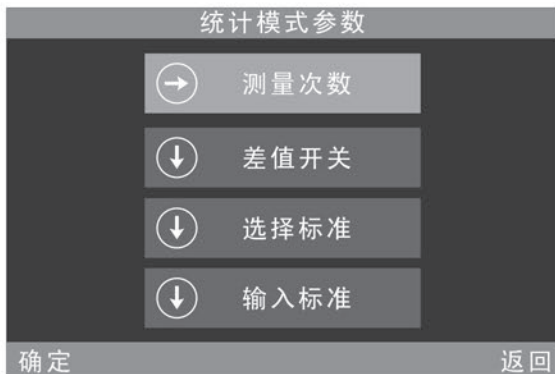 统计模式参数
测量次数
差值开关
选择标准
输入标准
确定 返回